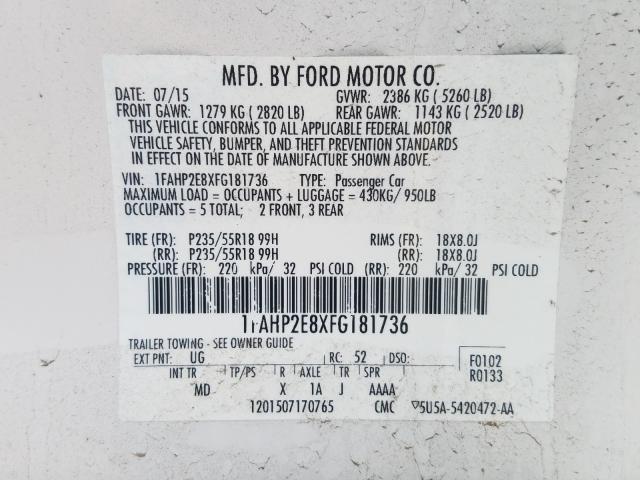 MFD. BY FORD MOTOR CO.
DATE: 07/15 GVWR: 2386 KG ( 5260 LB)
FRONT GAWR: 1279 KG ( 2820 LB) REAR GAWR: 1143 KG ( 2520 LB)
THIS VEHICLE CONFORMS TO ALL APPLICABLE FEDERAL MOTOR
VEHICLE SAFETY, BUMPER, AND THEFT PREVENTION STANDARDS
IN EFFECT ON THE DATE OF MANUFACTURE SHOWN ABOVE.
VIN: 1FAHP2E8XFG181736 TYPE: Passenger Car
MAXIMUM LOAD = OCCUPANTS + LUGGAGE = 430KG/ 950LB
OCCUPANTS = 5 TOTAL; 2 FRONT, 3 REAR
TIRE (FR): P235/55R18 99H RIMS (FR): 18X8.0J
(RR): P235/55R18 99H (RR): 18X8.0J
PRESSURE (FR): 220 kPa/ 32 PSI COLD (RR): 220 kPa/ 32 PSI COLD
1FAHP2E8XFG181736
TRAILER TOWING - SEE OWNER GUIDE
EXT PNT: UG RC: 52 DSO: F0102
INT TR TP/PS R AXLE TR SPR R0133
MD X 1A J AAAA
1201507170765 CMC ▽5U5A-5420472-AA